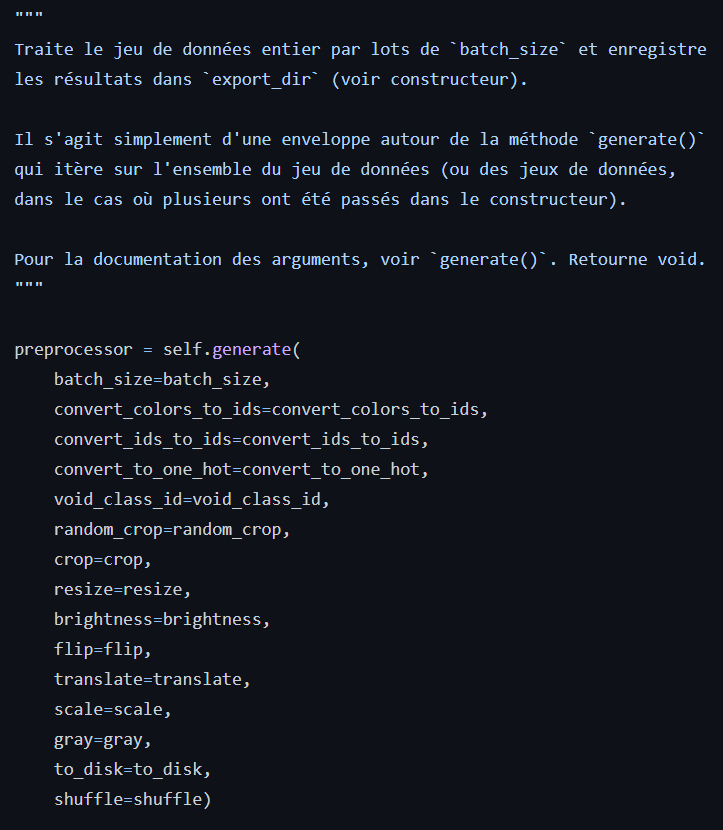 """
Traite le jeu de données entier par lots de `batch_size` et enregistre
les résultats dans `export_dir` (voir constructeur).
Il s'agit simplement d'une enveloppe autour de la méthode `generate()`
qui itère sur l'ensemble du jeu de données (ou des jeux de données,
dans le cas où plusieurs ont été passés dans le constructeur).
Pour la documentation des arguments, voir `generate()`. Retourne void.
"""
preprocessor = self.generate(
    batch_size=batch_size,
    convert_colors_to_ids=convert_colors_to_ids,
    convert_ids_to_ids=convert_ids_to_ids,
    convert_to_one_hot=convert_to_one_hot,
    void_class_id=void_class_id,
    random_crop=random_crop,
    crop=crop,
    resize=resize,
    brightness=brightness,
    flip=flip,
    translate=translate,
    scale=scale,
    gray=gray,
    to_disk=to_disk,
    shuffle=shuffle)